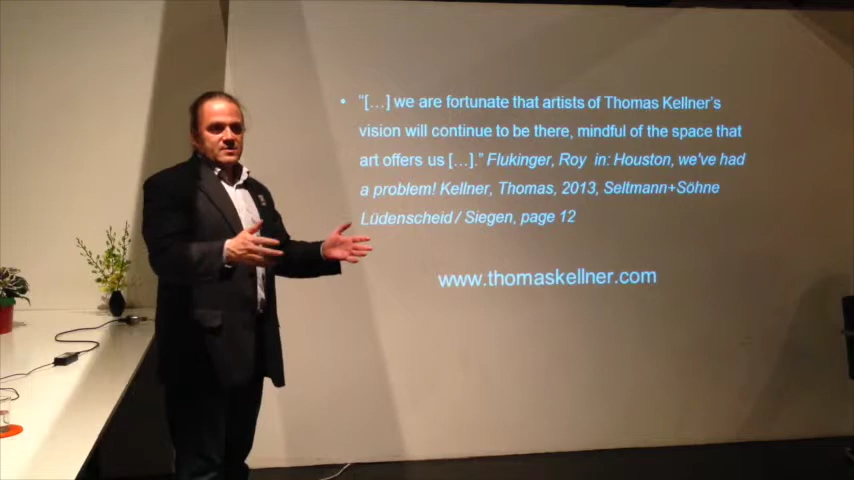 • “[…] we are fortunate that artists of Thomas Kellner’s
vision will continue to be there, mindful of the space that
art offers us […].” Flukinger, Roy in: Houston, we've had
a problem! Kellner, Thomas, 2013, Seltmann+Söhne
Lüdenscheid / Siegen, page 12
www.thomaskellner.com